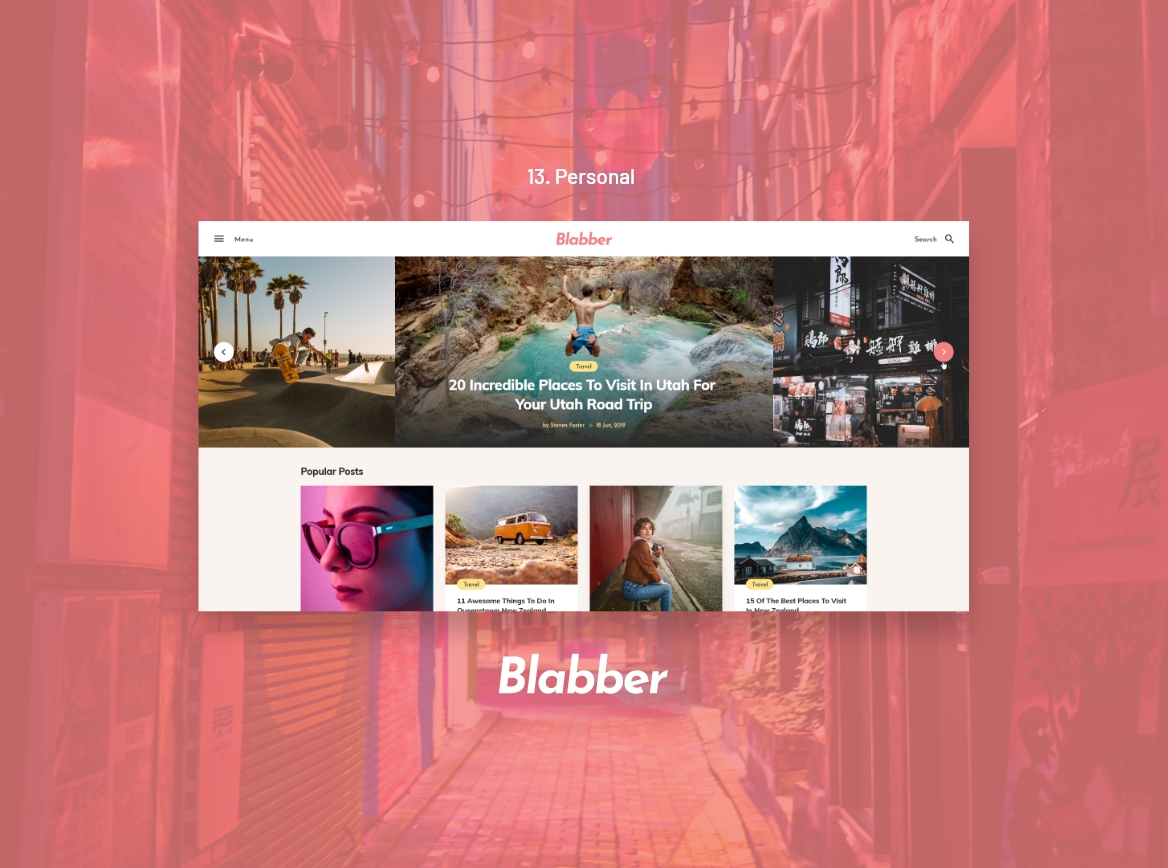 13. Personal
Menu
Blabber
Search
Travel
20 Incredible Places To Visit In Utah For
Your Utah Road Trip
by Steven Foster
18 Jun, 2019
Popular Posts
Travel
11 Awesome Things To Do In
Queenstown New Zealand
Travel
15 Of The Best Places To Visit
In New Zealand
Blabber